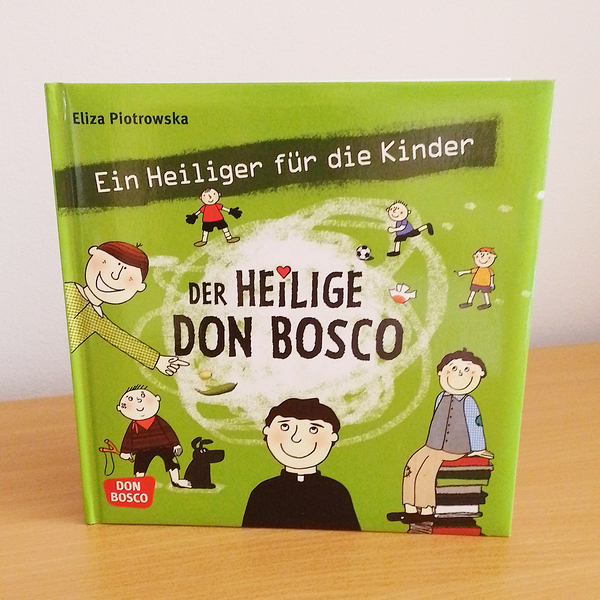 Eliza Piotrowska
Ein Heiliger für die Kinder
DER HEILIGE
DON BOSCO
DON
BOSCO